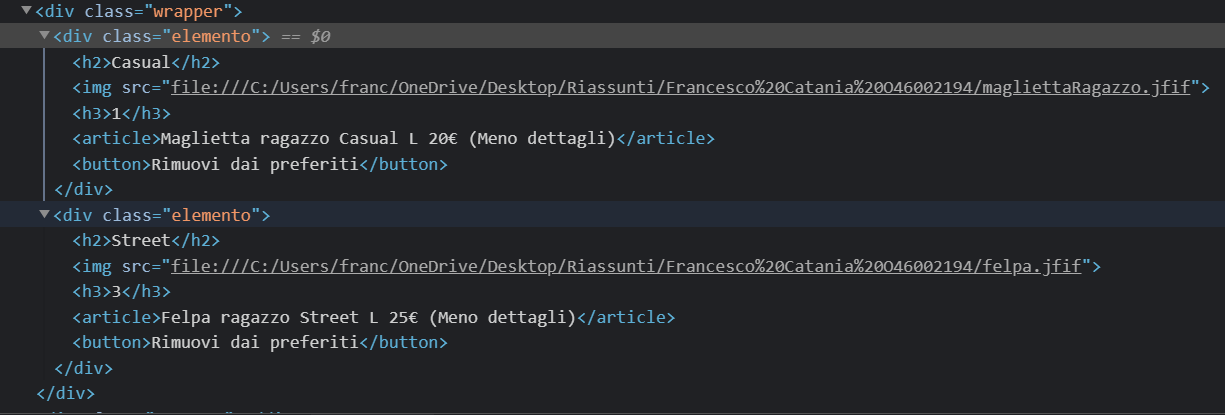 <div class="wrapper">
<div class="elemento"> == $0
<h2>Casual</h2>
<img src="file:///C:/Users/franc/OneDrive/Desktop/Riassunti/Francesco%20Catania%20O46002194/magliettaRagazzo.jfif">
<h3>1</h3>
<article>Maglietta ragazzo Casual L 20€ (Meno dettagli)</article>
<button>Rimuovi dai preferiti</button>
</div>
<div class="elemento">
<h2>Street</h2>
<img src="file:///C:/Users/franc/OneDrive/Desktop/Riassunti/Francesco%20Catania%20O46002194/felpa.jfif">
<h3>3</h3>
<article>Felpa ragazzo Street L 25€ (Meno dettagli)</article>
<button>Rimuovi dai preferiti</button>
</div>
</div>